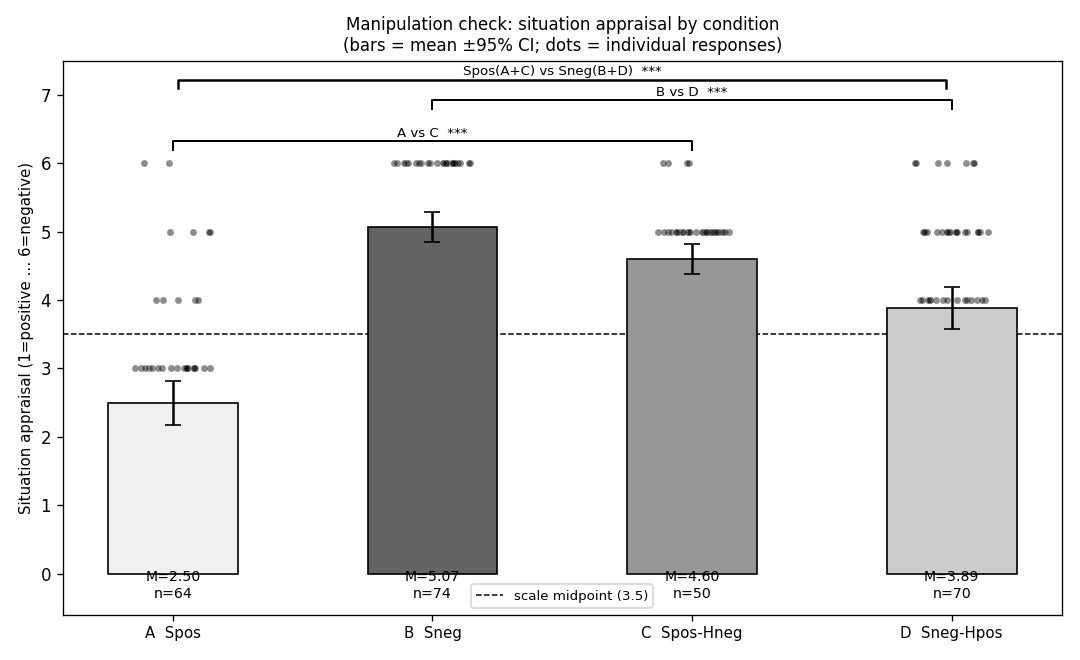 Manipulation check: situation appraisal by condition
(bars = mean ±95% CI; dots = individual responses)
Spos(A+C) vs Sneg(B+D)  ***
B vs D  ***
A vs C  ***
Situation appraisal (1=positive ... 6=negative)
7
6
5
4
3
2
1
0
M=2.50
n=64
M=5.07
n=74
M=4.60
n=50
M=3.89
n=70
scale midpoint (3.5)
A  Spos
B  Sneg
C  Spos-Hneg
D  Sneg-Hpos